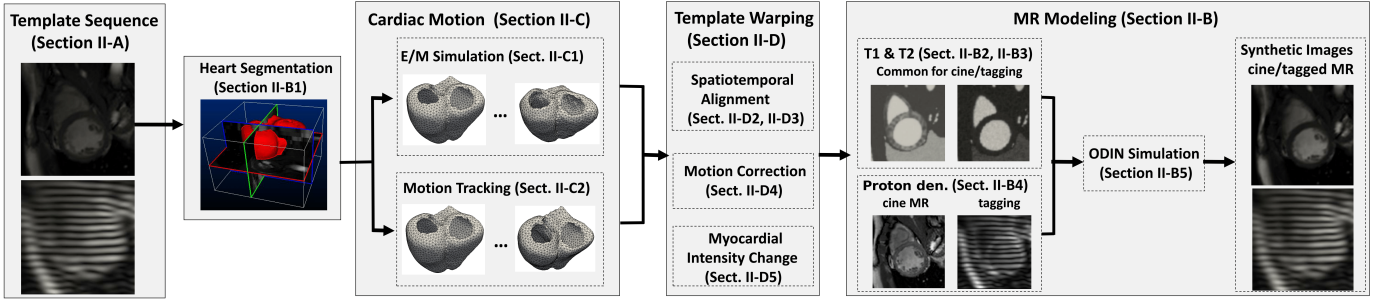 Template Sequence
(Section II-A)
Heart Segmentation
(Section II-B1)
Cardiac Motion (Section II-C)
E/M Simulation (Sect. II-C1)
...
Motion Tracking (Sect. II-C2)
...
Template Warping
(Section II-D)
Spatiotemporal
Alignment
(Sect. II-D2, II-D3)
Motion Correction
(Sect. II-D4)
Myocardial
Intensity Change
(Sect. II-D5)
MR Modeling (Section II-B)
T1 & T2 (Sect. II-B2, II-B3)
Common for cine/tagging
Proton den. (Sect. II-B4)
cine MR tagging
ODIN Simulation
(Section II-B5)
Synthetic Images
cine/tagged MR